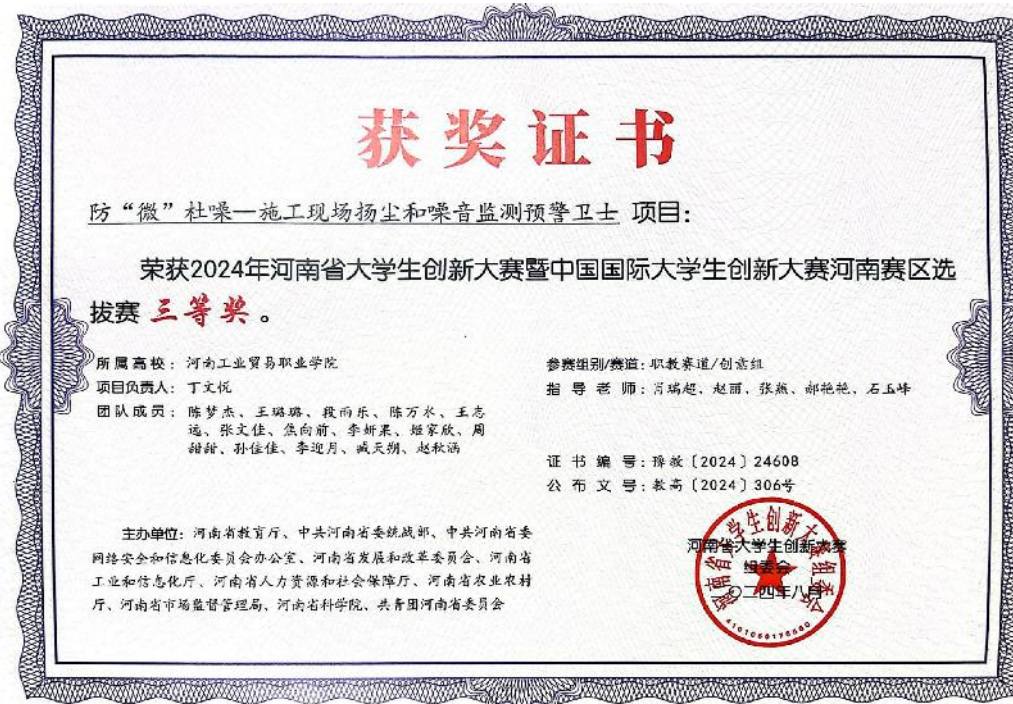 获奖证书
防“微”杜噪—施工现场扬尘和噪音监测预警卫士 项目：
荣获2024年河南省大学生创新大赛暨中国国际大学生创新大赛河南赛区选
拔赛 三等奖。
所属高校：河南工业贸易职业学院
项目负责人：丁文悦
团队成员：陈梦杰、王璐璐、段雨乐、陈万水、王志
远、张文佳、焦向前、李妍果、姬家欣、周
甜甜、孙佳佳、李迎月、臧天朔、赵秋涵
参赛组别/赛道：职教赛道/创意组
指导老师：肖瑞超、赵丽、张燕、郝艳艳、石玉峰
证书编号：豫教〔2024〕24608
公布文号：教高〔2024〕306号
主办单位：河南省教育厅、中共河南省委统战部、中共河南省委
网络安全和信息化委员会办公室、河南省发展和改革委员会、河南省
工业和信息化厅、河南省人力资源和社会保障厅、河南省农业农村
厅、河南省市场监督管理局、河南省科学院、共青团河南省委员会
河南省大学生创新大赛
组委会
二〇二四年八月
河南省大学生创新大赛组委会